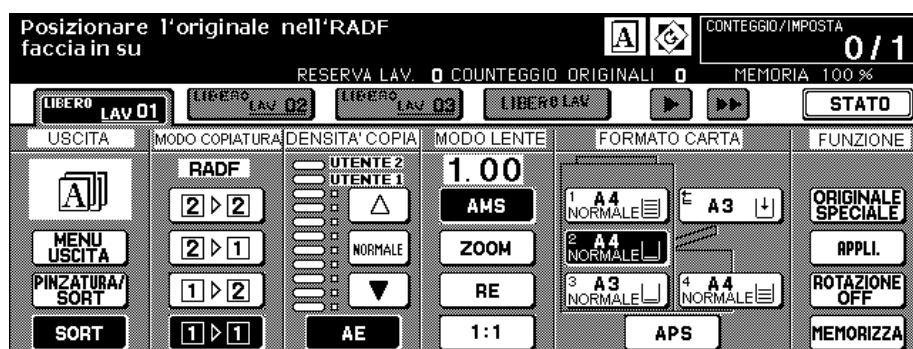 Posizionare l'original nell'RADF
faccia in su
CONTEGGIO/IMPOSTA
0/1
RESERVA LAV. 0 COUNTEGGIO ORIGINALI 0 MEMORIA 100 %
LIBERO LAV 01
LIBERO LAV 02
LIBERO LAV 03
LIBERO LAV
STATO
USCITA
MODO COPIATURA
DENSITA' COPIA
MODO LENTE
FORMATO CARTA
FUNZIONE
A
RADF
2 2
2 1
1 2
1 1
UTENTE 2
UTENTE 1
NORMALE
AE
1.00
AMS
ZOOM
RE
1:1
1 A4
NORMALE
A3
2 A4
NORMALE
3 A3
NORMALE
4 A4
NORMALE
APS
MENU
USCITA
PINZATURA/
SORT
SORT
ORIGINALE
SPECIALE
APPLI.
ROTAZIONE
OFF
MEMORIZZA